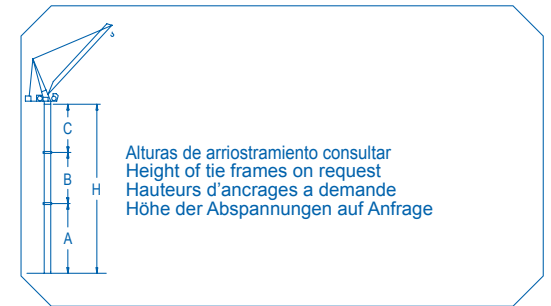 C
B
H
A
Alturas de arriostramiento consultar
Height of tie frames on request
Hauteurs d'ancrages a demande
Höhe der Abspannungen auf Anfrage